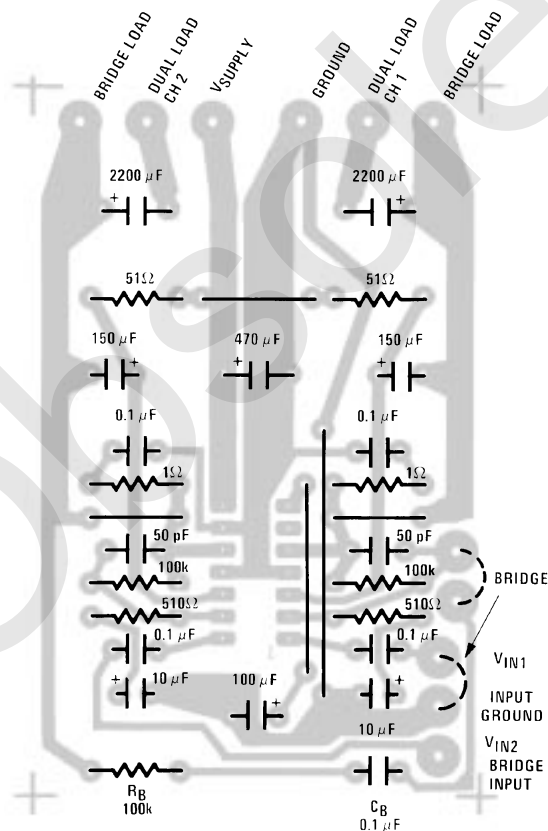 BRIDGE LOAD
DUAL LOAD
CH 2
VSUPPLY
GROUND
DUAL LOAD
CH 1
BRIDGE LOAD
2200 µF
+
2200 µF
+
51Ω
51Ω
150 µF
+
470 µF
+
150 µF
+
0.1 µF
0.1 µF
1Ω
1Ω
50 pF
50 pF
100k
100k
BRIDGE
510Ω
510Ω
0.1 µF
0.1 µF
VIN1
+
10 µF
100 µF
+
+
10 µF
INPUT
GROUND
VIN2
BRIDGE
INPUT
RB
100k
CB
0.1 µF
Obsolete